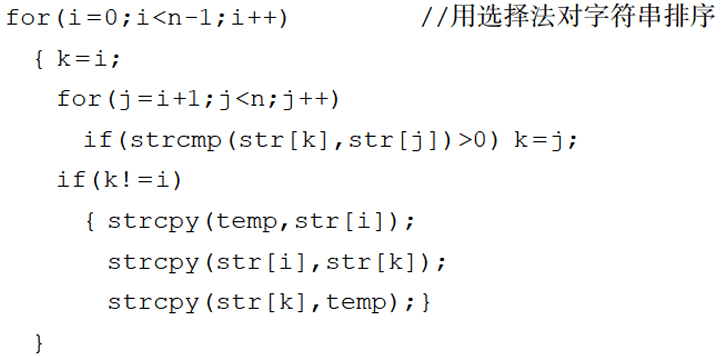 for(i=0;i<n-1;i++) //用选择法对字符串排序
{ k=i;
for(j=i+1;j<n;j++)
if(strcmp(str[k],str[j])>0) k=j;
if(k!=i)
{ strcpy(temp,str[i]);
strcpy(str[i],str[k]);
strcpy(str[k],temp);}
}